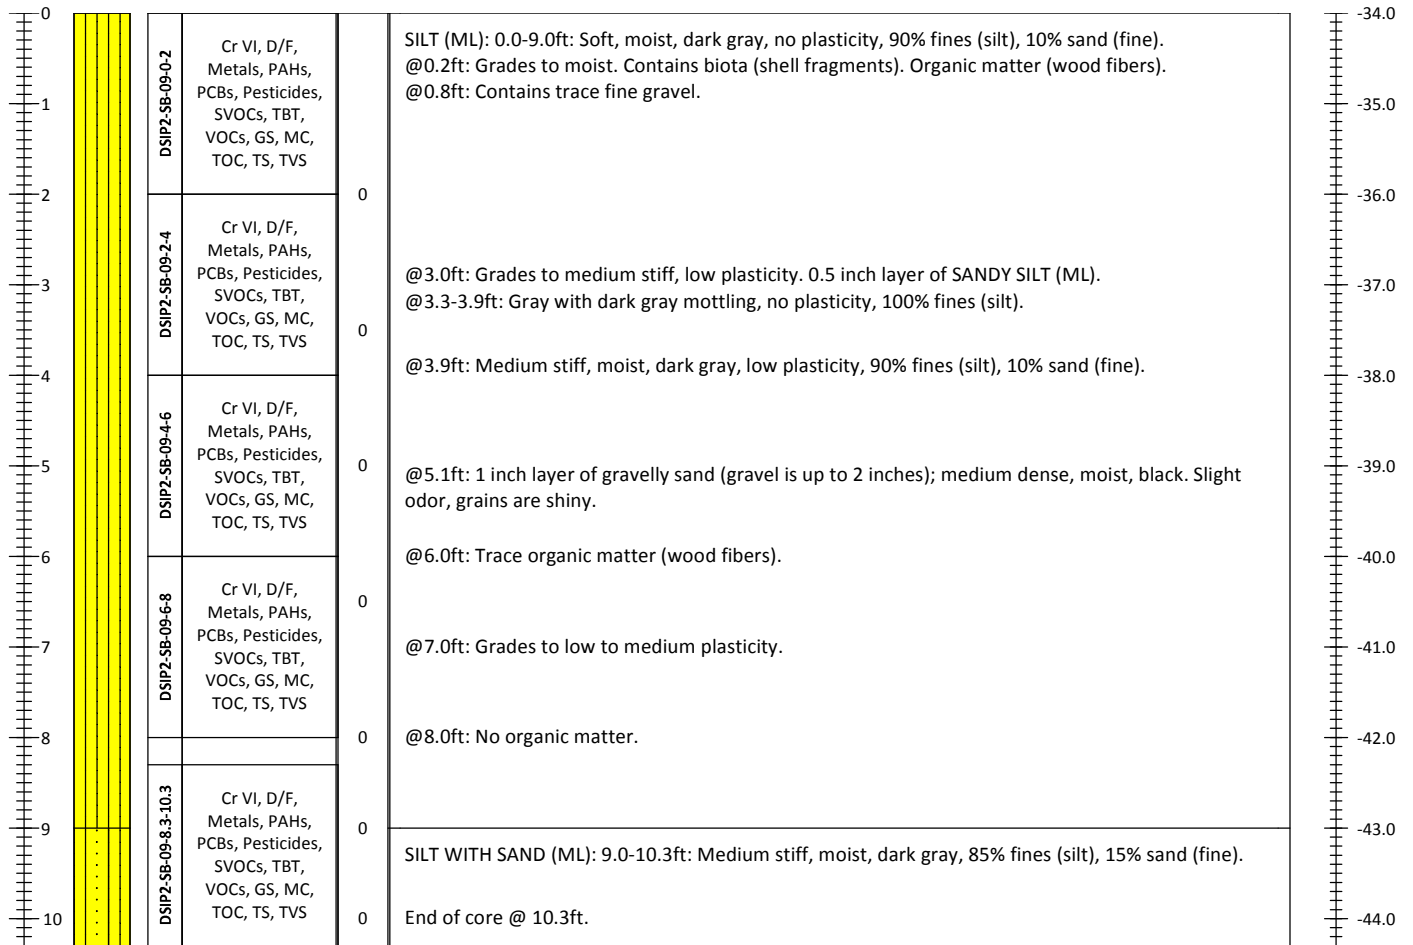 0
1
2
3
4
5
6
7
8
9
10
DSIP2-SB-09-0-2
Cr VI, D/F,
Metals, PAHs,
PCBs, Pesticides,
SVOCs, TBT,
VOCs, GS, MC,
TOC, TS, TVS
DSIP2-SB-09-2-4
Cr VI, D/F,
Metals, PAHs,
PCBs, Pesticides,
SVOCs, TBT,
VOCs, GS, MC,
TOC, TS, TVS
DSIP2-SB-09-4-6
Cr VI, D/F,
Metals, PAHs,
PCBs, Pesticides,
SVOCs, TBT,
VOCs, GS, MC,
TOC, TS, TVS
DSIP2-SB-09-6-8
Cr VI, D/F,
Metals, PAHs,
PCBs, Pesticides,
SVOCs, TBT,
VOCs, GS, MC,
TOC, TS, TVS
DSIP2-SB-09-8.3-10.3
Cr VI, D/F,
Metals, PAHs,
PCBs, Pesticides,
SVOCs, TBT,
VOCs, GS, MC,
TOC, TS, TVS
0
0
0
0
0
0
0
SILT (ML): 0.0-9.0ft: Soft, moist, dark gray, no plasticity, 90% fines (silt), 10% sand (fine).
@0.2ft: Grades to moist. Contains biota (shell fragments). Organic matter (wood fibers).
@0.8ft: Contains trace fine gravel.
@3.0ft: Grades to medium stiff, low plasticity. 0.5 inch layer of SANDY SILT (ML).
@3.3-3.9ft: Gray with dark gray mottling, no plasticity, 100% fines (silt).
@3.9ft: Medium stiff, moist, dark gray, low plasticity, 90% fines (silt), 10% sand (fine).
@5.1ft: 1 inch layer of gravelly sand (gravel is up to 2 inches); medium dense, moist, black. Slight
odor, grains are shiny.
@6.0ft: Trace organic matter (wood fibers).
@7.0ft: Grades to low to medium plasticity.
@8.0ft: No organic matter.
SILT WITH SAND (ML): 9.0-10.3ft: Medium stiff, moist, dark gray, 85% fines (silt), 15% sand (fine).
End of core @ 10.3ft.
-34.0
-35.0
-36.0
-37.0
-38.0
-39.0
-40.0
-41.0
-42.0
-43.0
-44.0